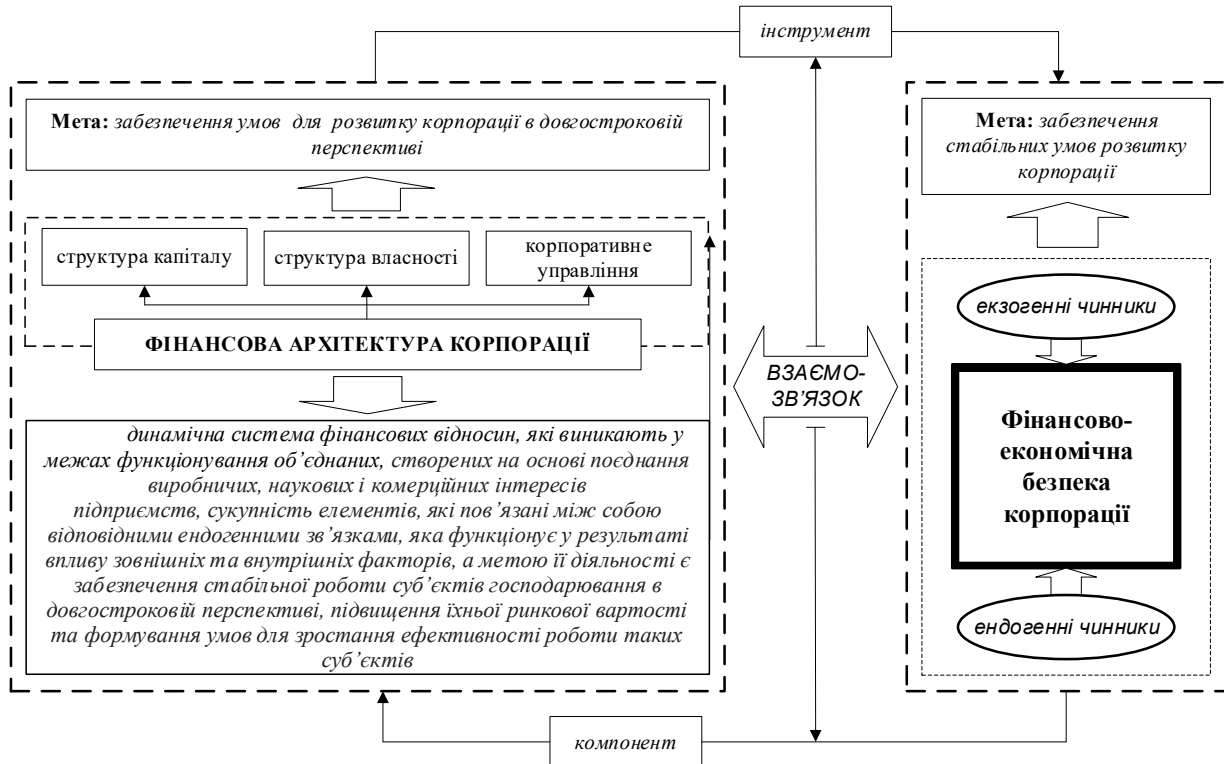 інструмент
Мета: забезпечення умов для розвитку корпорації в довгостроковій
перспективі
структура капіталу
структура власності
корпоративне
управління
ФІНАНСОВА АРХІТЕКТУРА КОРПОРАЦІЇ
динамічна система фінансових відносин, які виникають у
межах функціонування об’єднаних, створених на основі поєднання
виробничих, наукових і комерційних інтересів
підприємств, сукупність елементів, які пов’язані між собою
відповідними ендогенними зв’язками, яка функціонує у результаті
впливу зовнішніх та внутрішніх факторів, а метою її діяльності є
забезпечення стабільної роботи суб’єктів господарювання в
довгостроковій перспективі, підвищення їхньої ринкової вартості
та формування умов для зростання ефективності роботи таких
суб’єктів
ВЗАЄМО-
ЗВ’ЯЗОК
Мета: забезпечення
стабільних умов розвитку
корпорації
екзогенні чинники
Фінансово-
економічна
безпека
корпорації
ендогенні чинники
компонент